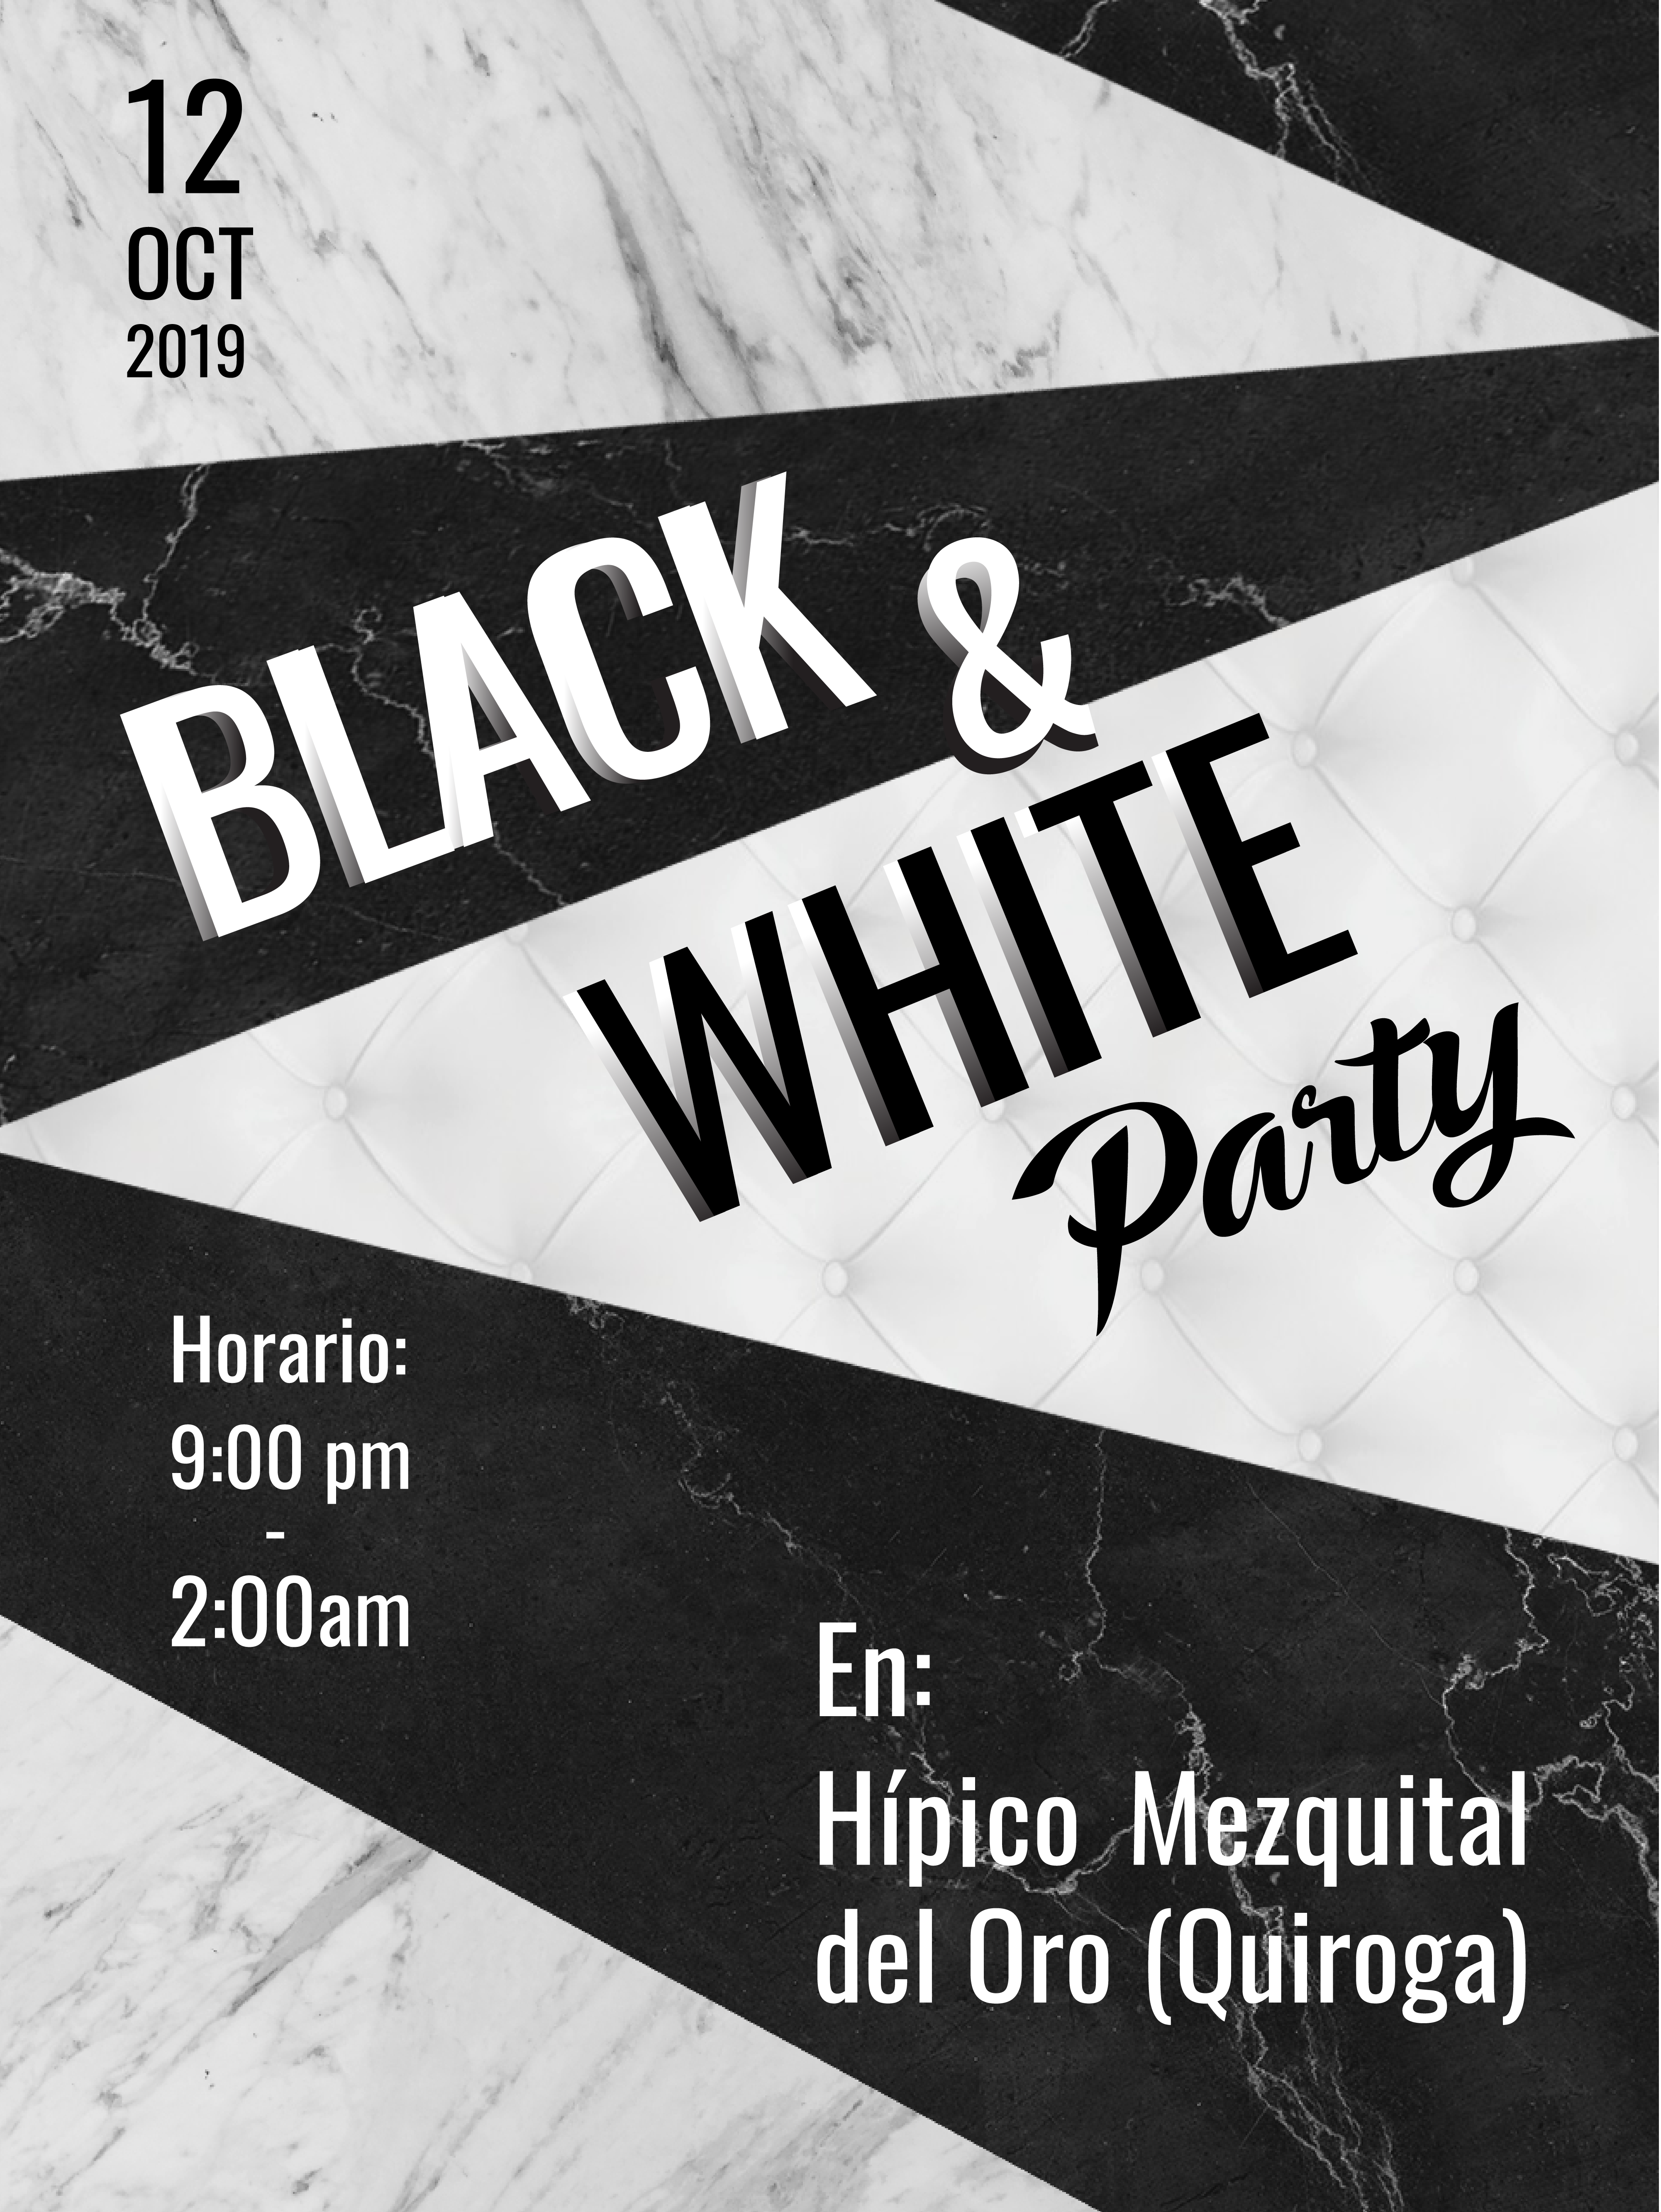 12
OCT
2019
BLACK &
WHITE
Party
Horario:
9:00 pm
-
2:00am
En:
Hípico Mezquital
del Oro (Quiroga)